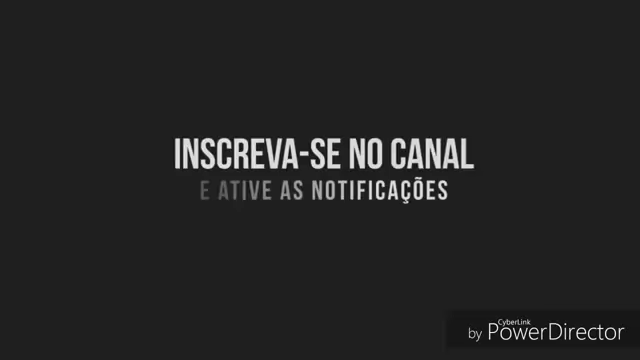 INSCREVA-SE NO CANAL
E ATIVE AS NOTIFICAÇÕES
CyberLink
by PowerDirector